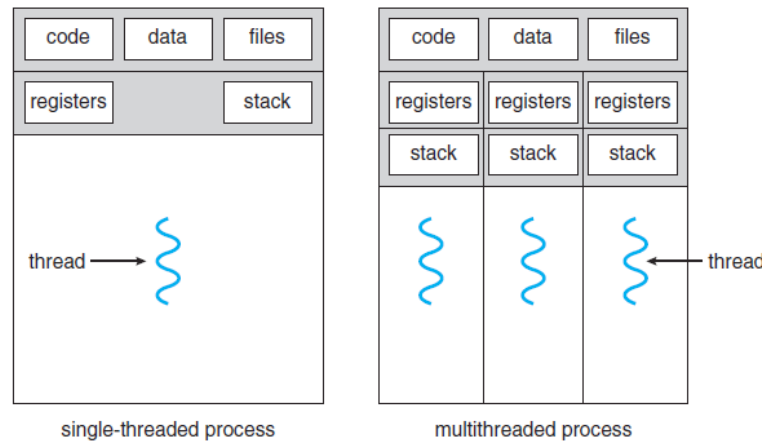 code data files
registers stack
thread
single-threaded process
code data files
registers registers registers
stack stack stack
thread
multithreaded process